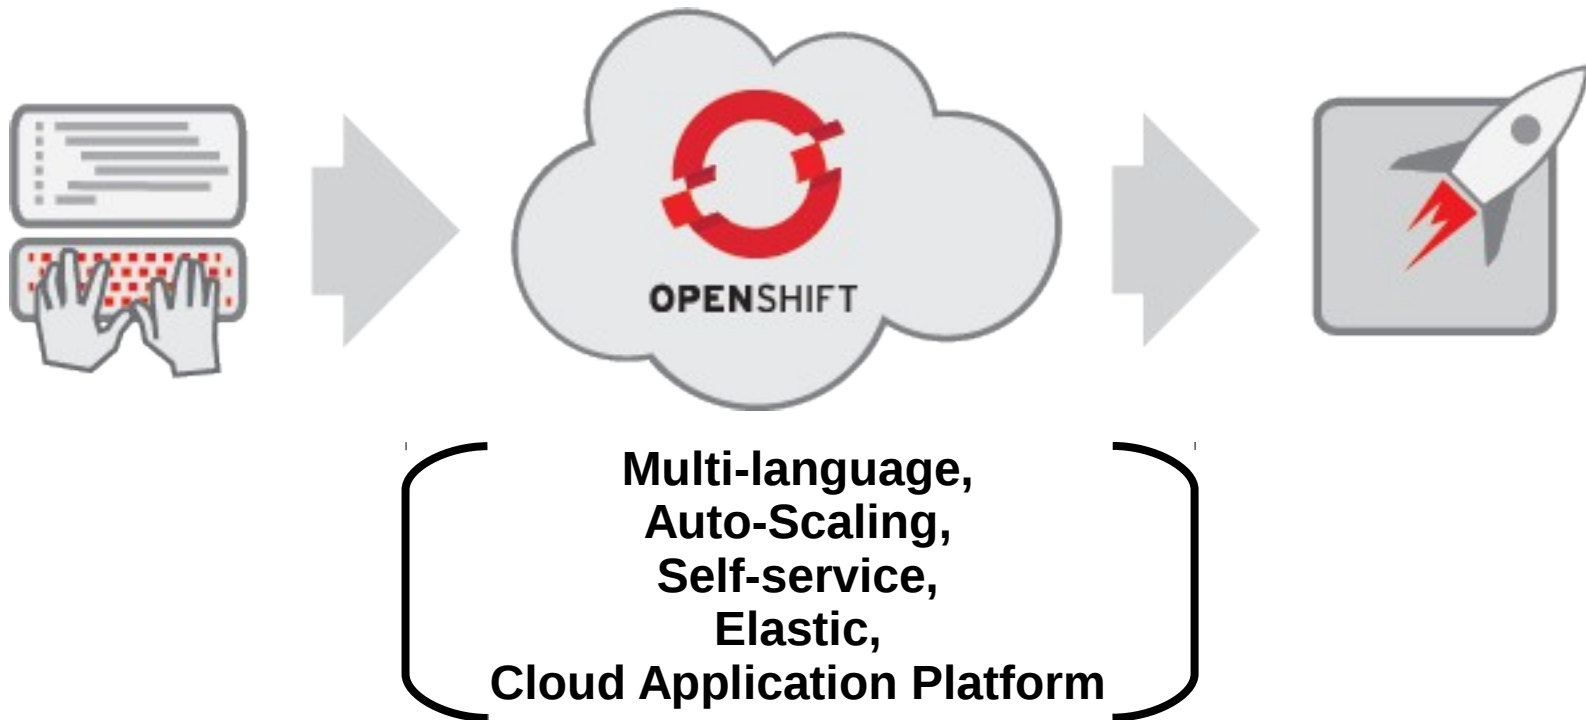 OPENSHIFT
Multi-language,
Auto-Scaling,
Self-service,
Elastic,
Cloud Application Platform